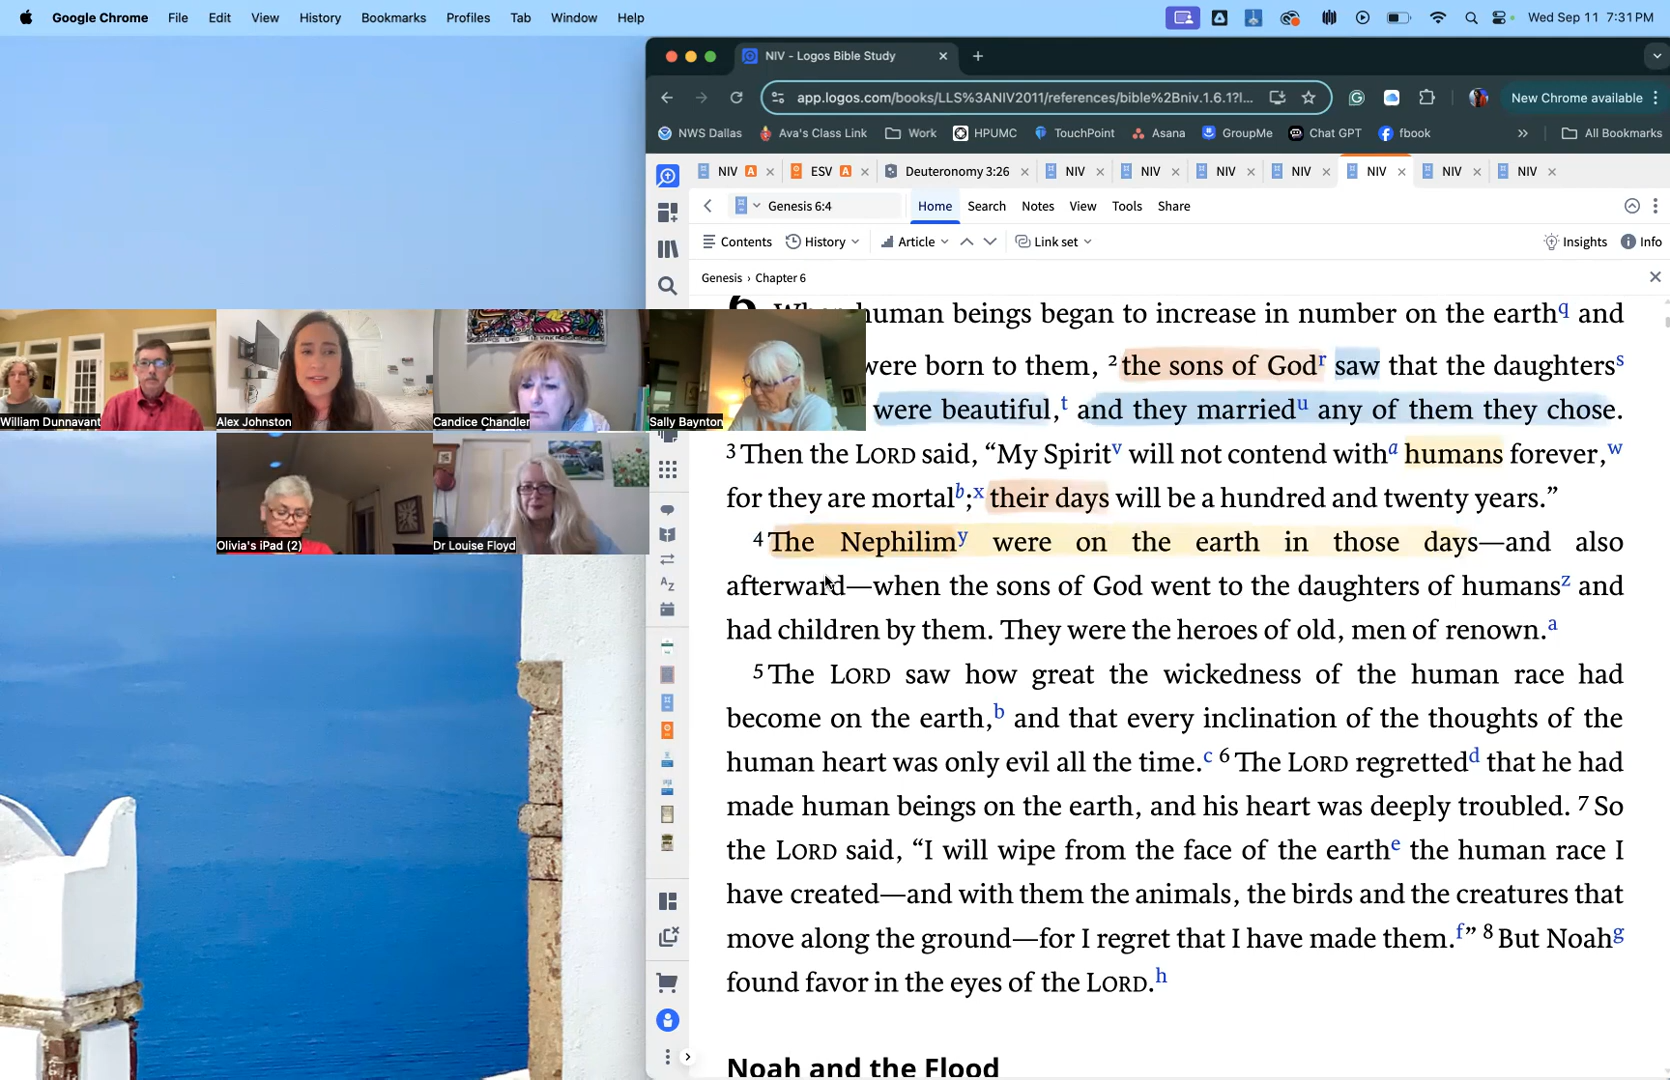 Google Chrome File Edit View History Bookmarks Profiles Tab Window Help Wed Sep 11 7:31 PM
NIV - Logos Bible Study
app.logos.com/books/LLS%3ANIV2011/references/bible%2Bniv.1.6.1?l... New Chrome available
NWS Dallas Ava's Class Link Work HPUMC TouchPoint Asana GroupMe Chat GPT fbook » All Bookmarks
NIV A ESV A Deuteronomy 3:26 NIV NIV NIV NIV NIV NIV NIV
Genesis 6:4 Home Search Notes View Tools Share
Contents History Article Link set Insights Info
Genesis › Chapter 6
human beings began to increase in number on the earthq and
were born to them, 2 the sons of Godr saw that the daughterss
were beautiful,t and they marriedu any of them they chose.
3 Then the LORD said, “My Spiritv will not contend witha humans forever,w
for they are mortalb;x their days will be a hundred and twenty years.”
4 The Nephilimy were on the earth in those days—and also
afterward—when the sons of God went to the daughters of humansz and
had children by them. They were the heroes of old, men of renown.a
5 The LORD saw how great the wickedness of the human race had
become on the earth,b and that every inclination of the thoughts of the
human heart was only evil all the time.c 6 The LORD regrettedd that he had
made human beings on the earth, and his heart was deeply troubled. 7 So
the LORD said, “I will wipe from the face of the earthe the human race I
have created—and with them the animals, the birds and the creatures that
move along the ground—for I regret that I have made them.f” 8 But Noahg
found favor in the eyes of the LORD.h
Noah and the Flood
William Dunnavant
Alex Johnston
Candice Chandler
Sally Baynton
Olivia's iPad (2)
Dr Louise Floyd